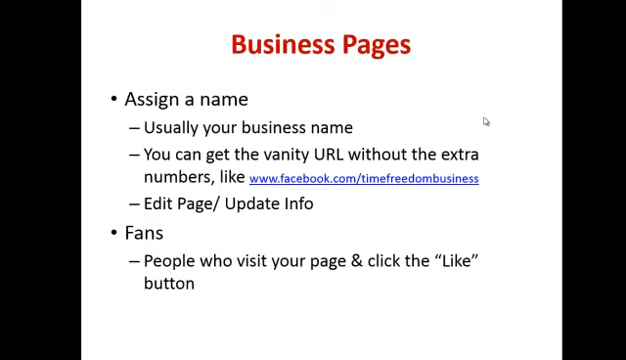 Business Pages
• Assign a name
– Usually your business name
– You can get the vanity URL without the extra
numbers, like www.facebook.com/timefreedombusiness
– Edit Page/ Update Info
• Fans
– People who visit your page & click the “Like”
button